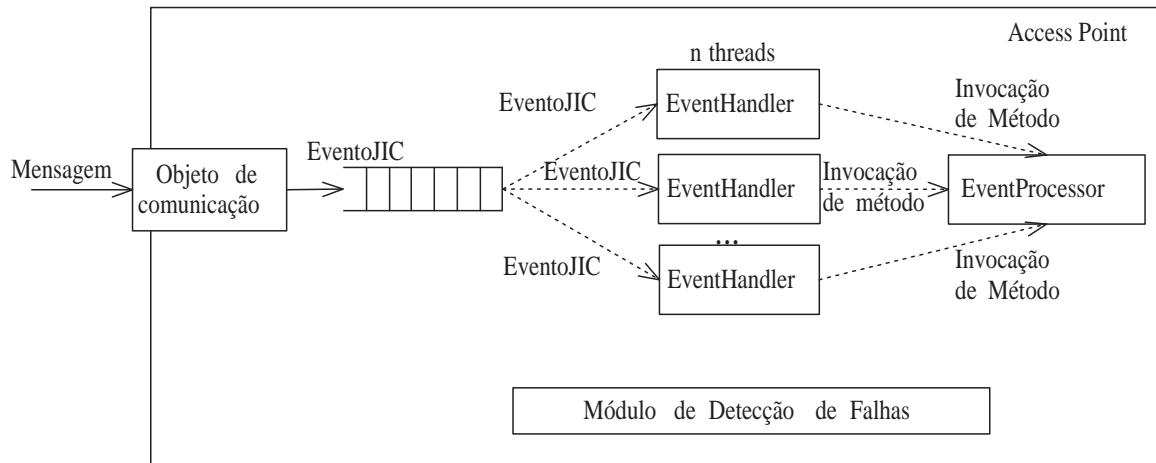 Access Point
n threads
EventoJIC
EventHandler
Invocação
de Método
Mensagem
Objeto de
comunicação
EventoJIC
EventoJIC
EventHandler
Invocação
de método
EventProcessor
...
EventoJIC
EventHandler
Invocação
de Método
Módulo de Detecção de Falhas